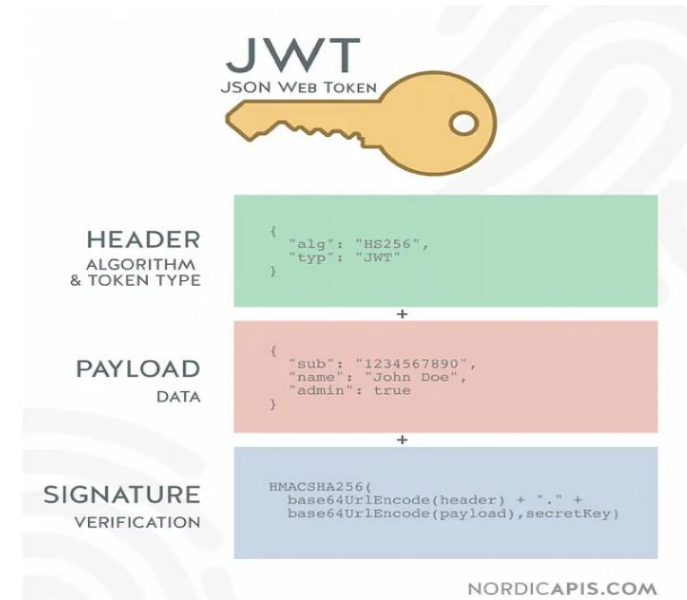 JWT
JSON WEB TOKEN
HEADER
ALGORITHM
& TOKEN TYPE
{
"alg": "HS256",
"typ": "JWT"
}
+
PAYLOAD
DATA
{
"sub": "1234567890",
"name": "John Doe",
"admin": true
}
+
SIGNATURE
VERIFICATION
HMACSHA256(
base64UrlEncode(header) + "." +
base64UrlEncode(payload),secretKey)
NORDICAPIS.COM